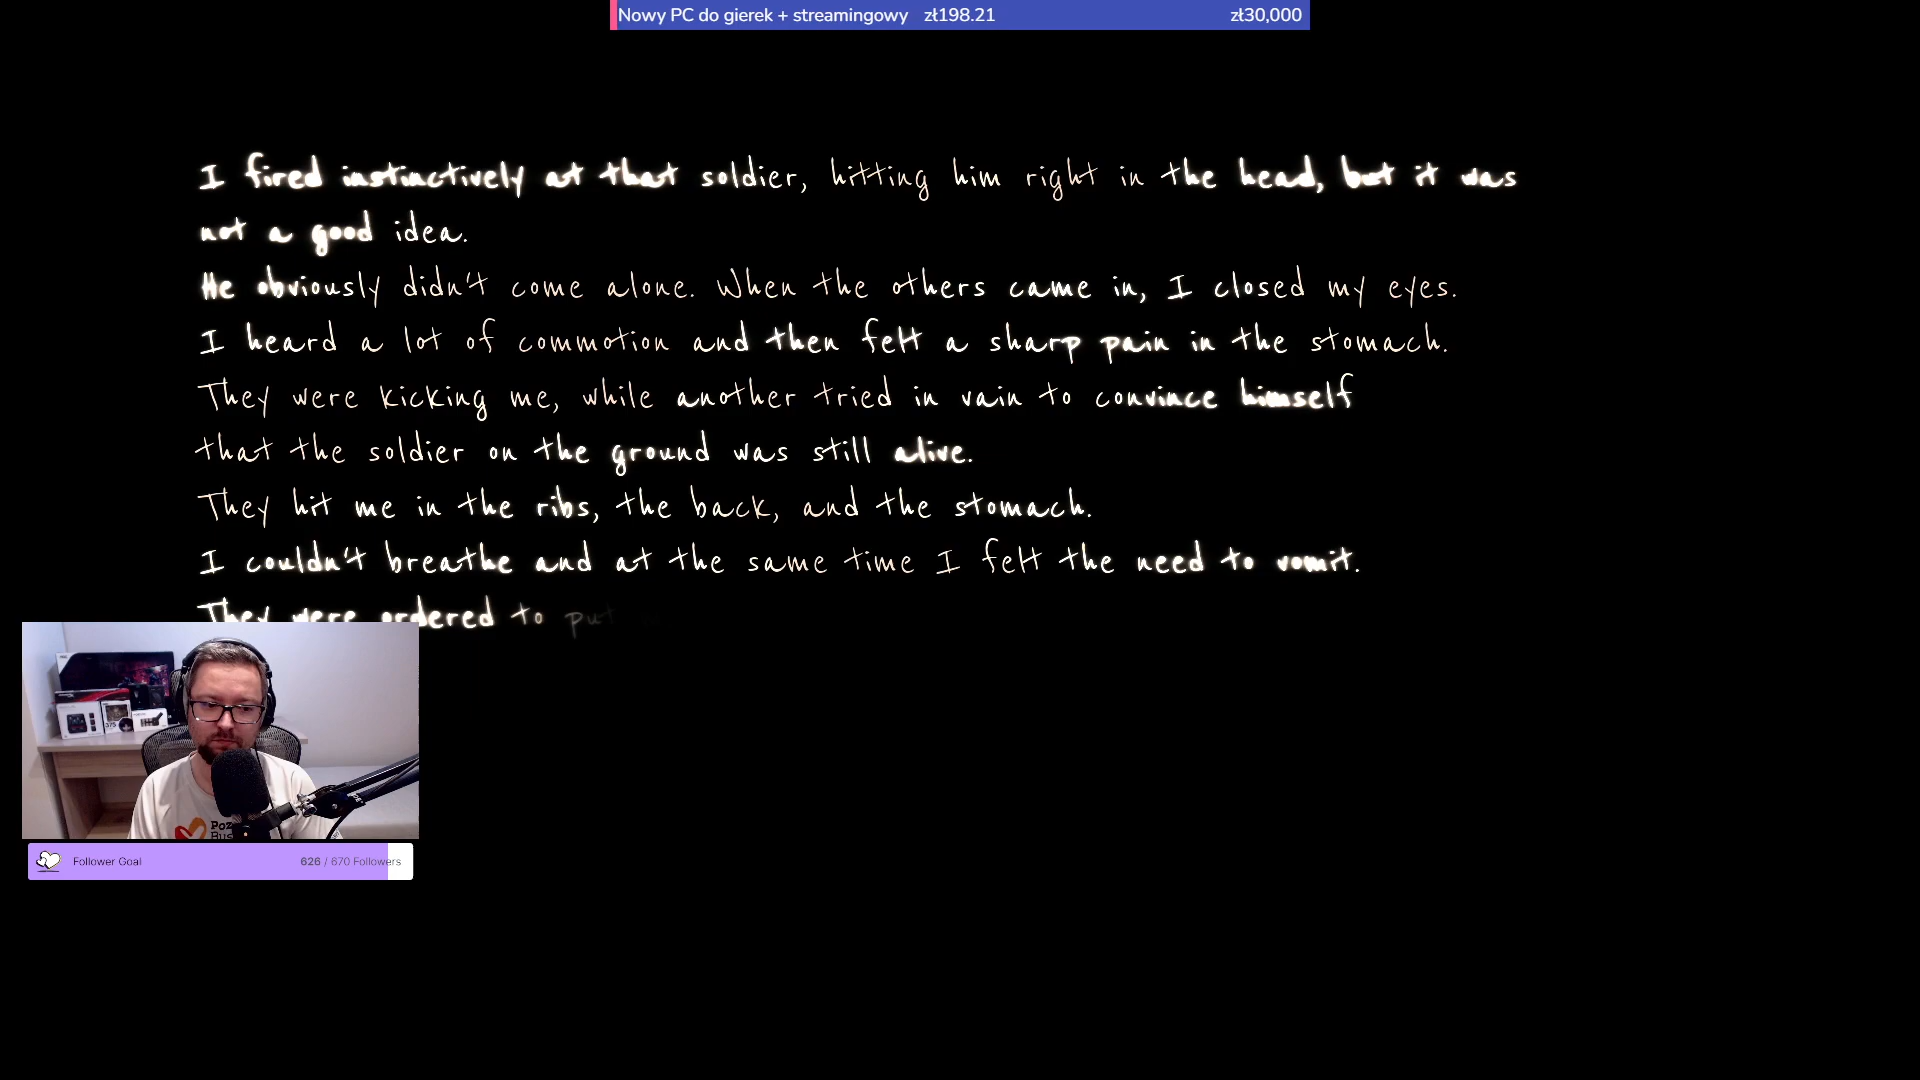 Nowy PC do gierek + streamingowy zł198.21 zł30,000
I fired instinctively at that soldier, hitting him right in the head, but it was
not a good idea.
He obviously didn't come alone. When the others came in, I closed my eyes.
I heard a lot of commotion and then felt a sharp pain in the stomach.
They were kicking me, while another tried in vain to convince himself
that the soldier on the ground was still alive.
They hit me in the ribs, the back, and the stomach.
I couldn't breathe and at the same time I felt the need to vomit.
They were ordered to put
Follower Goal 626 / 670 Followers